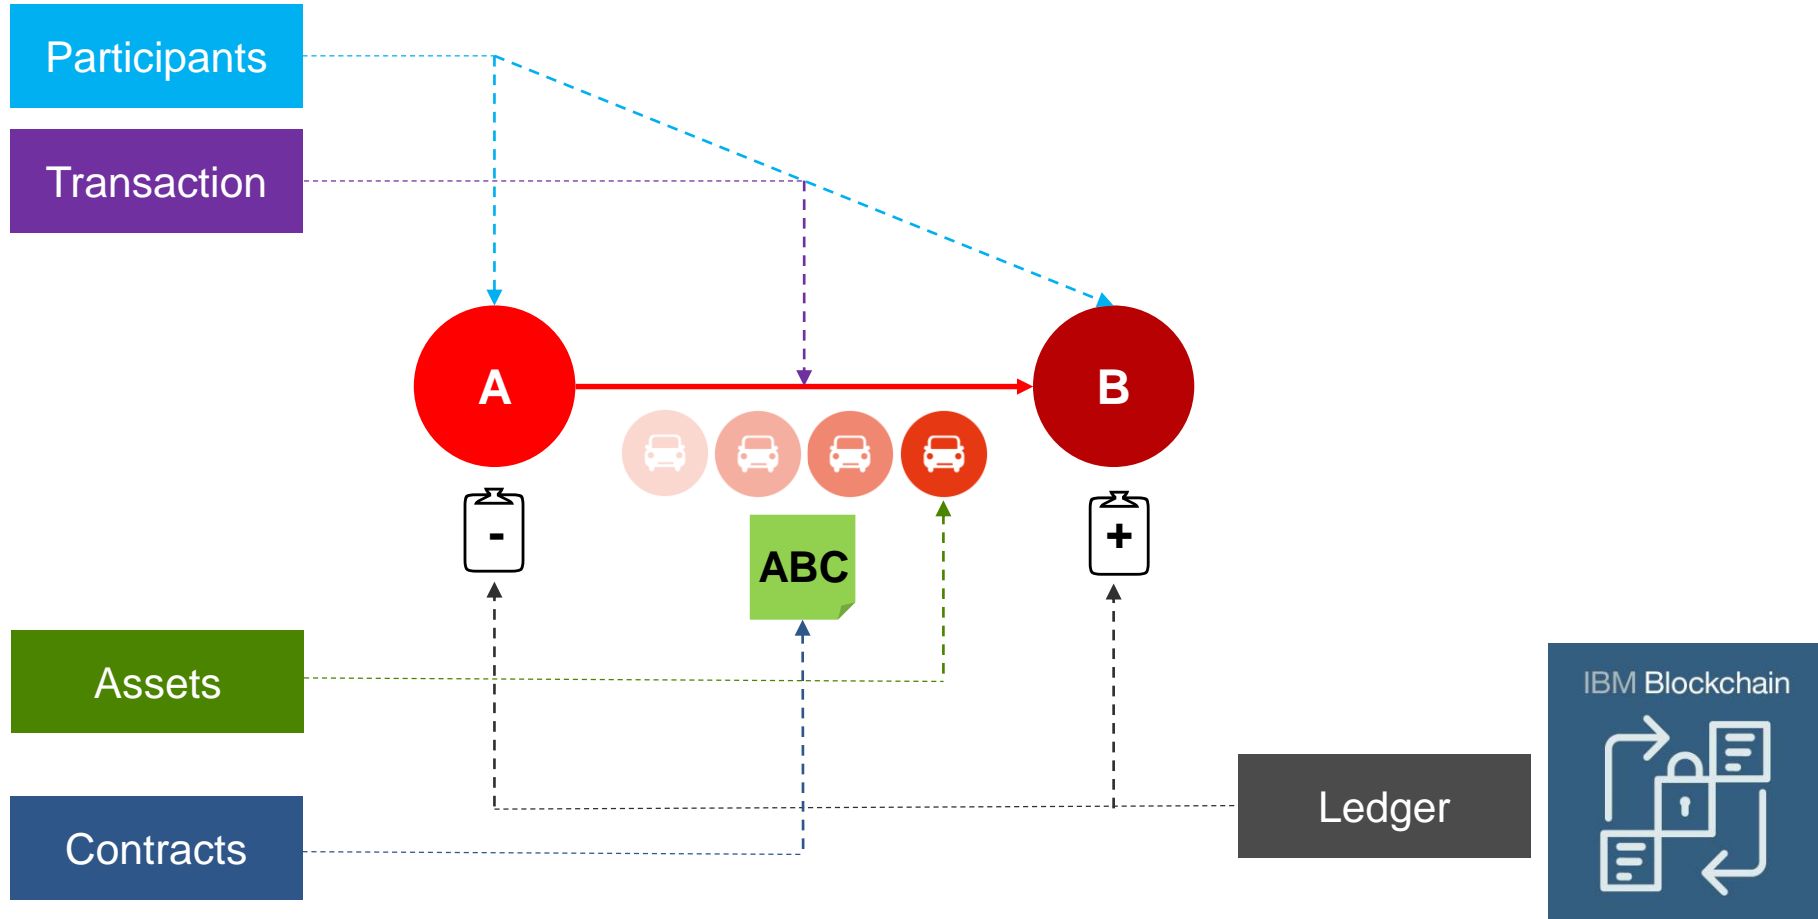 Participants
Transaction
A
B
-
+
ABC
Assets
IBM Blockchain
Ledger
Contracts